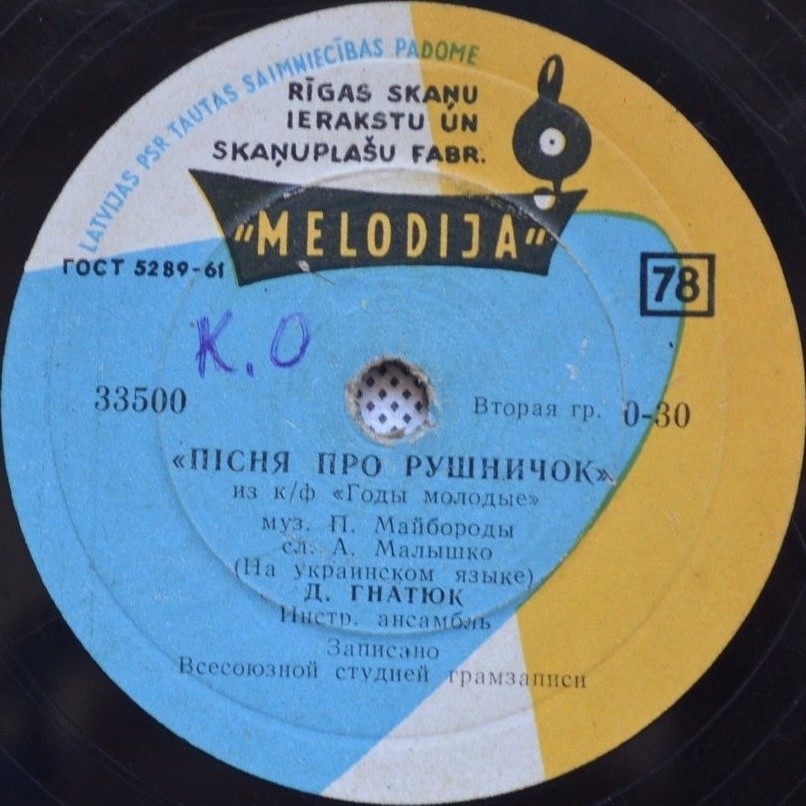 LATVIJAS PSR TAUTAS SAIMNIECĪBAS PADOME
RĪGAS SKAŅU
IERAKSTU UN
SKAŅUPLAŠU FABR.
"MELODIJA"
ГОСТ 5289-61
78
К.О
33500
Вторая гр. 0-30
«ПІСНЯ ПРО РУШНИЧОК»
из к/ф «Годы молодые»
муз. П. Майбороды
сл. А. Малышко
(На украинском языке)
Д. ГНАТЮК
Инстр. ансамбль
Записано
Всесоюзной студией грамзаписи